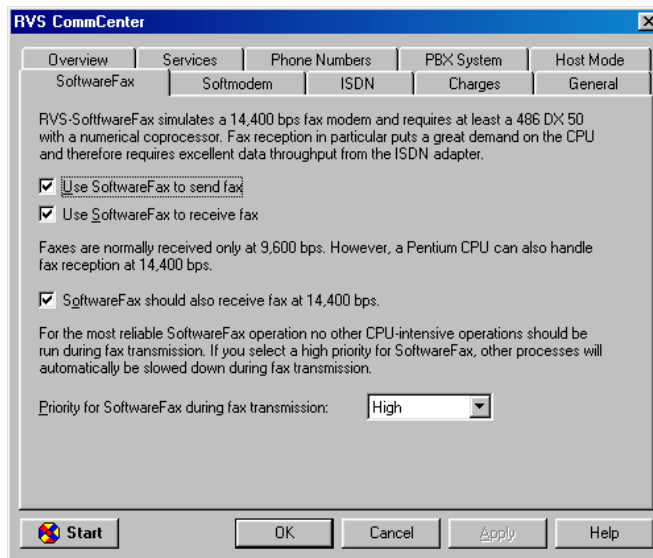 RVS CommCenter
Overview Services Phone Numbers PBX System Host Mode
SoftwareFax Softmodem ISDN Charges General
RVS-SoftfwareFax simulates a 14,400 bps fax modem and requires at least a 486 DX 50
with a numerical coprocessor. Fax reception in particular puts a great demand on the CPU
and therefore requires excellent data throughput from the ISDN adapter.
Use SoftwareFax to send fax
Use SoftwareFax to receive fax
Faxes are normally received only at 9,600 bps. However, a Pentium CPU can also handle
fax reception at 14,400 bps.
SoftwareFax should also receive fax at 14,400 bps.
For the most reliable SoftwareFax operation no other CPU-intensive operations should be
run during fax transmission. If you select a high priority for SoftwareFax, other processes will
automatically be slowed down during fax transmission.
Priority for SoftwareFax during fax transmission: High
Start OK Cancel Apply Help